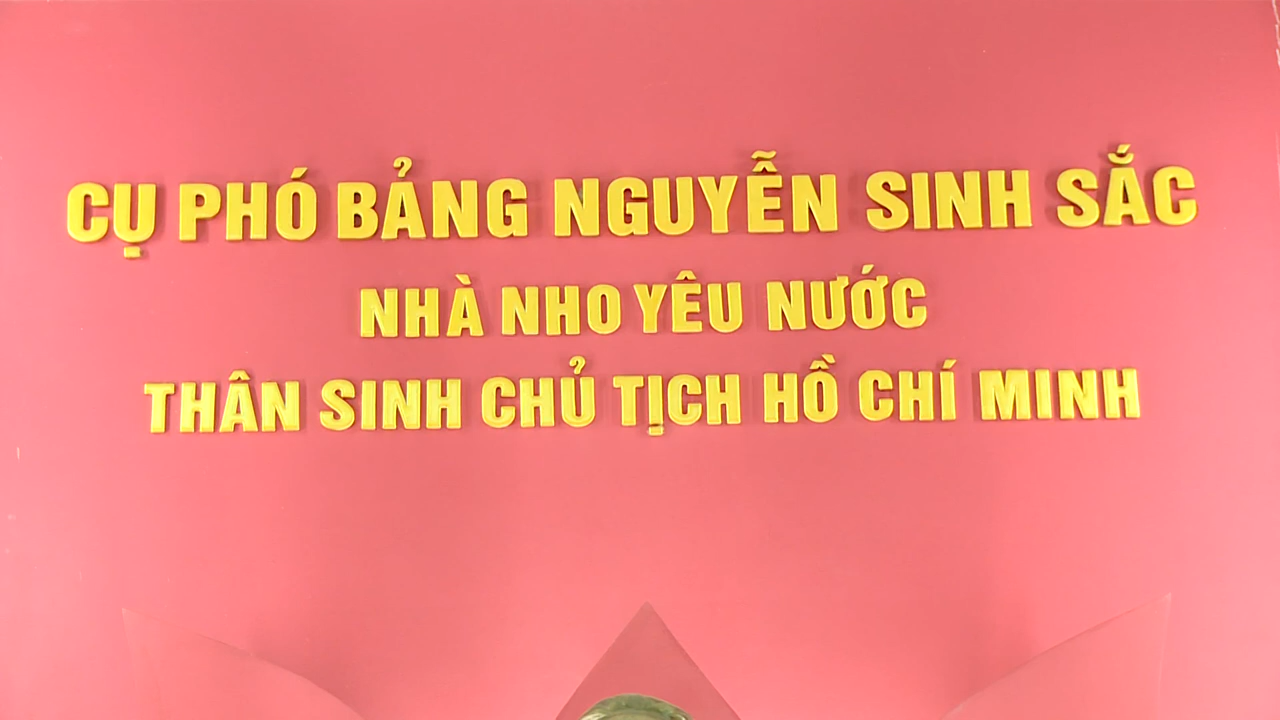 CỤ PHÓ BẢNG NGUYỄN SINH SẮC
NHÀ NHO YÊU NƯỚC
THÂN SINH CHỦ TỊCH HỒ CHÍ MINH